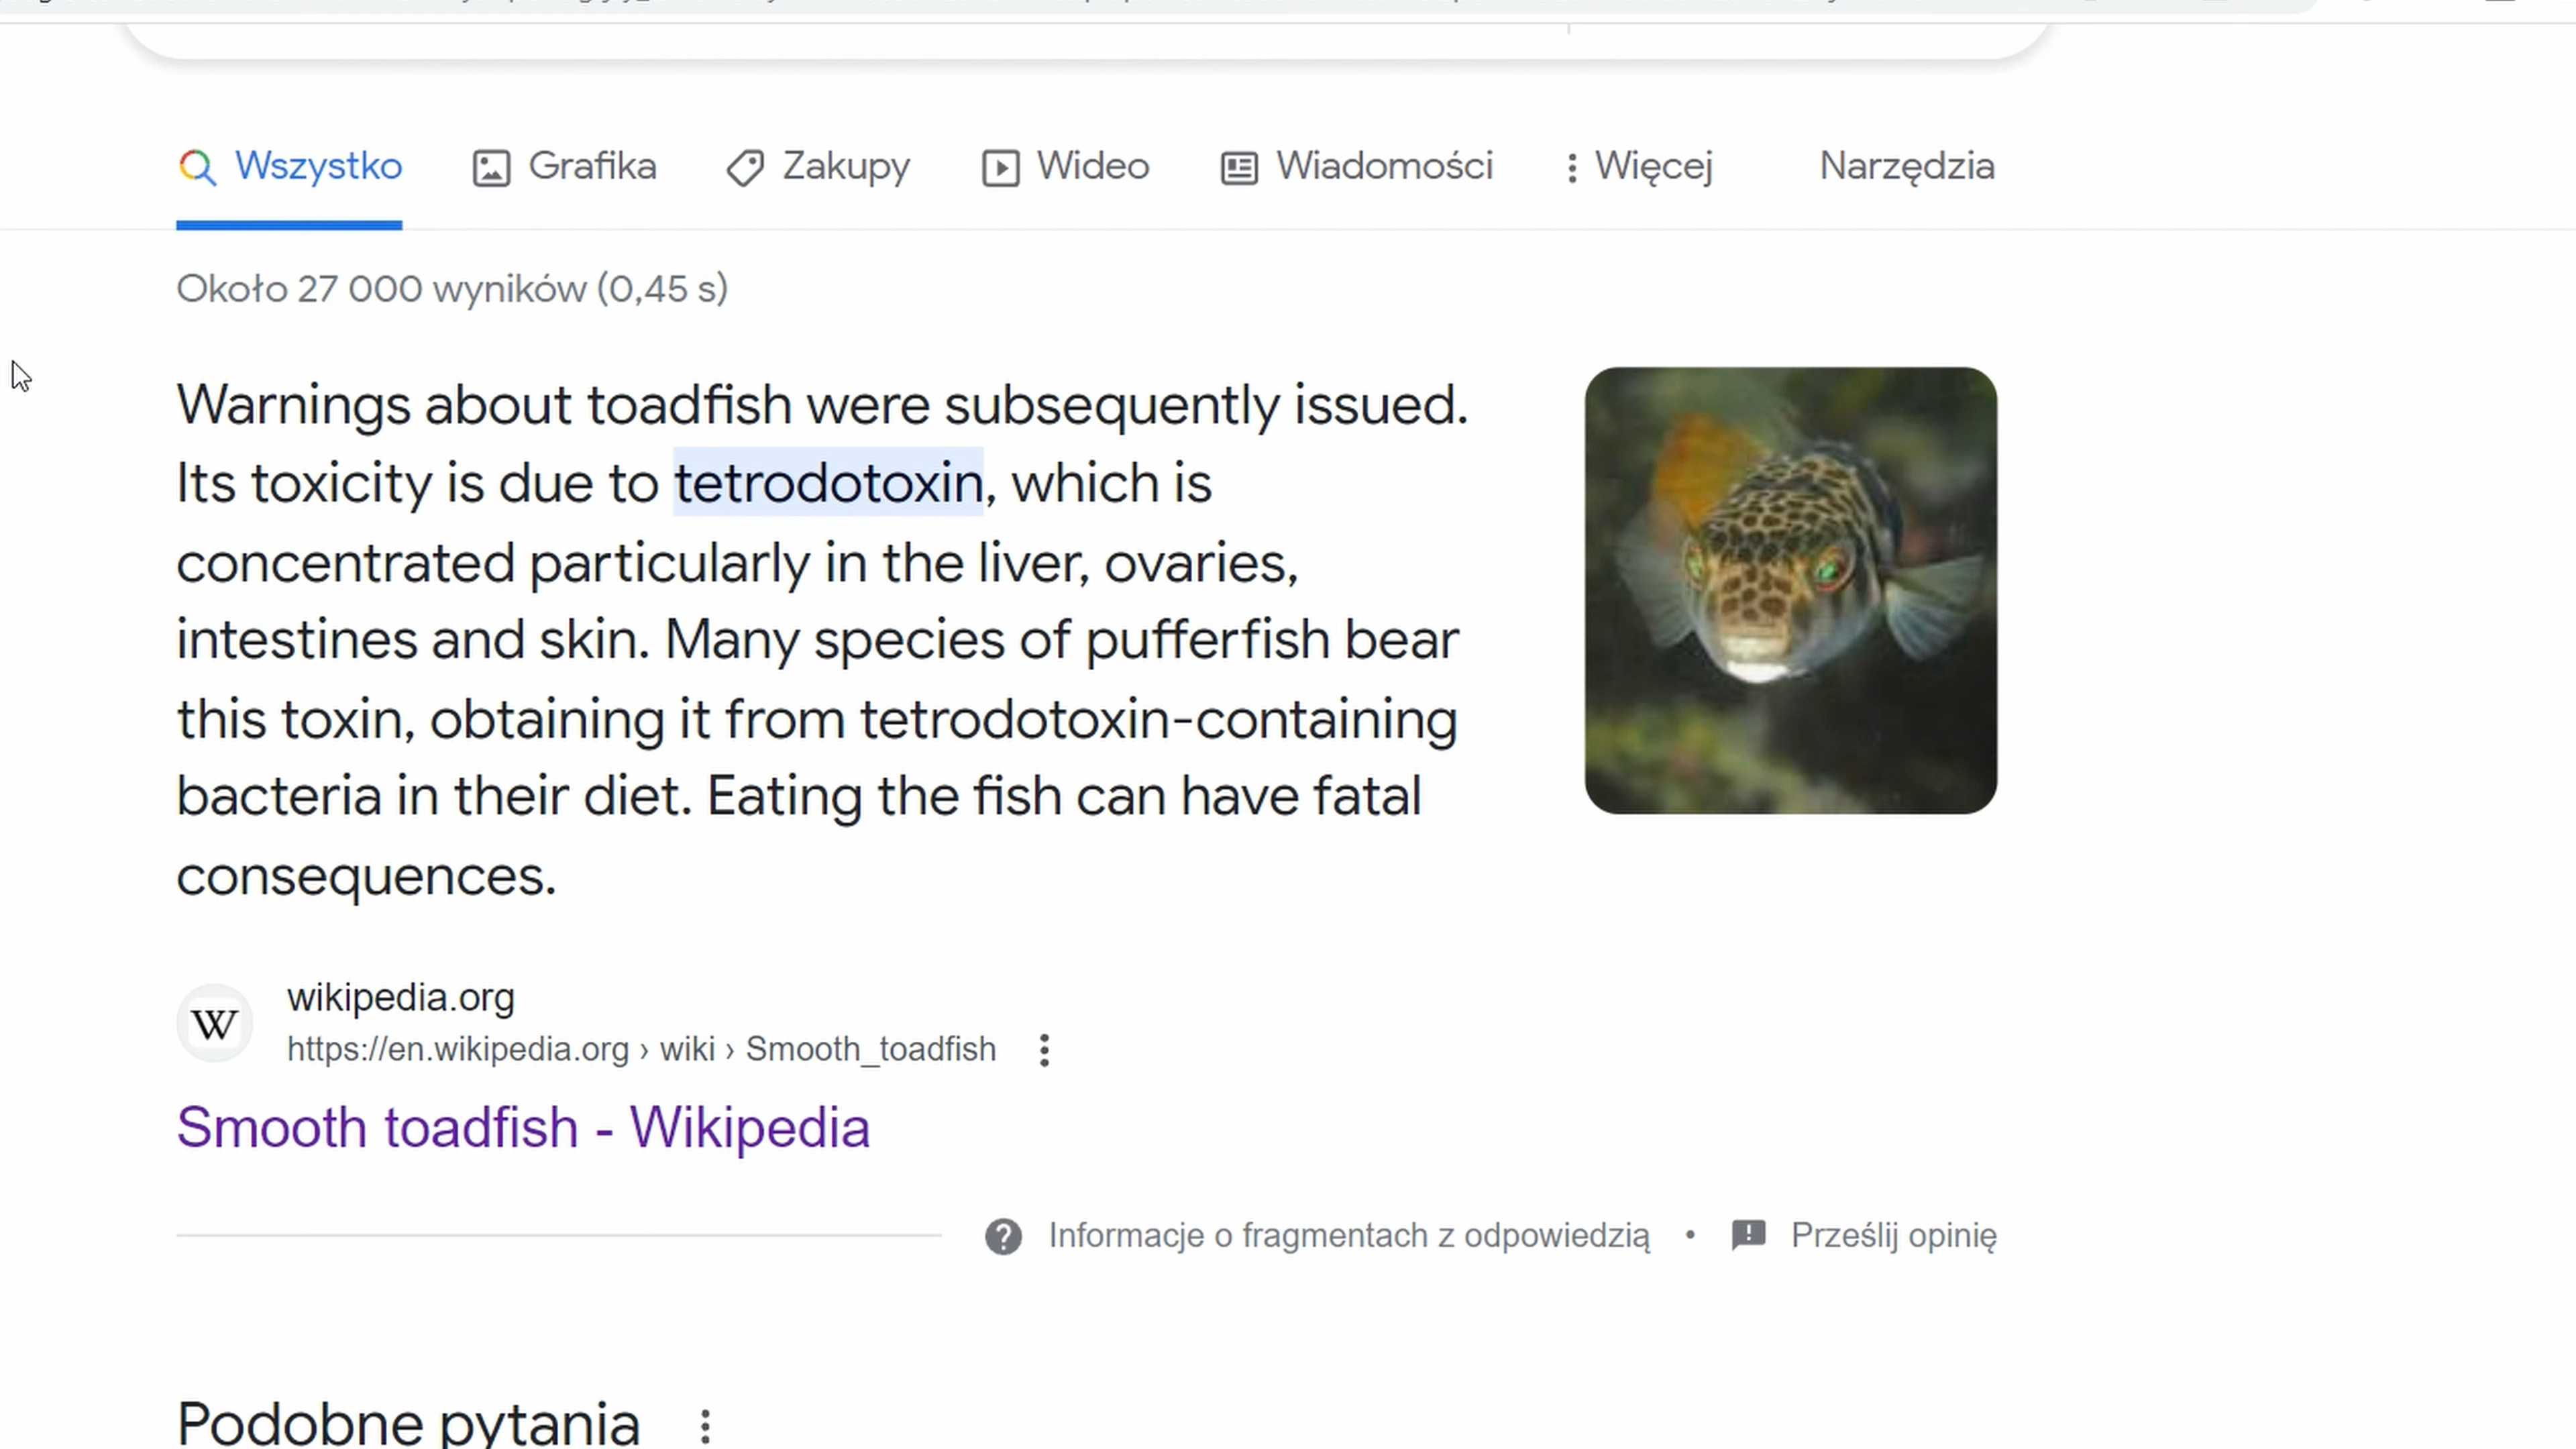 Wszystko Grafika Zakupy Wideo Wiadomości Więcej Narzędzia
Około 27 000 wyników (0,45 s)
Warnings about toadfish were subsequently issued.
Its toxicity is due to tetrodotoxin, which is
concentrated particularly in the liver, ovaries,
intestines and skin. Many species of pufferfish bear
this toxin, obtaining it from tetrodotoxin-containing
bacteria in their diet. Eating the fish can have fatal
consequences.
W
wikipedia.org
https://en.wikipedia.org › wiki › Smooth_toadfish
Smooth toadfish - Wikipedia
Informacje o fragmentach z odpowiedzią • Prześlij opinię
Podobne pytania